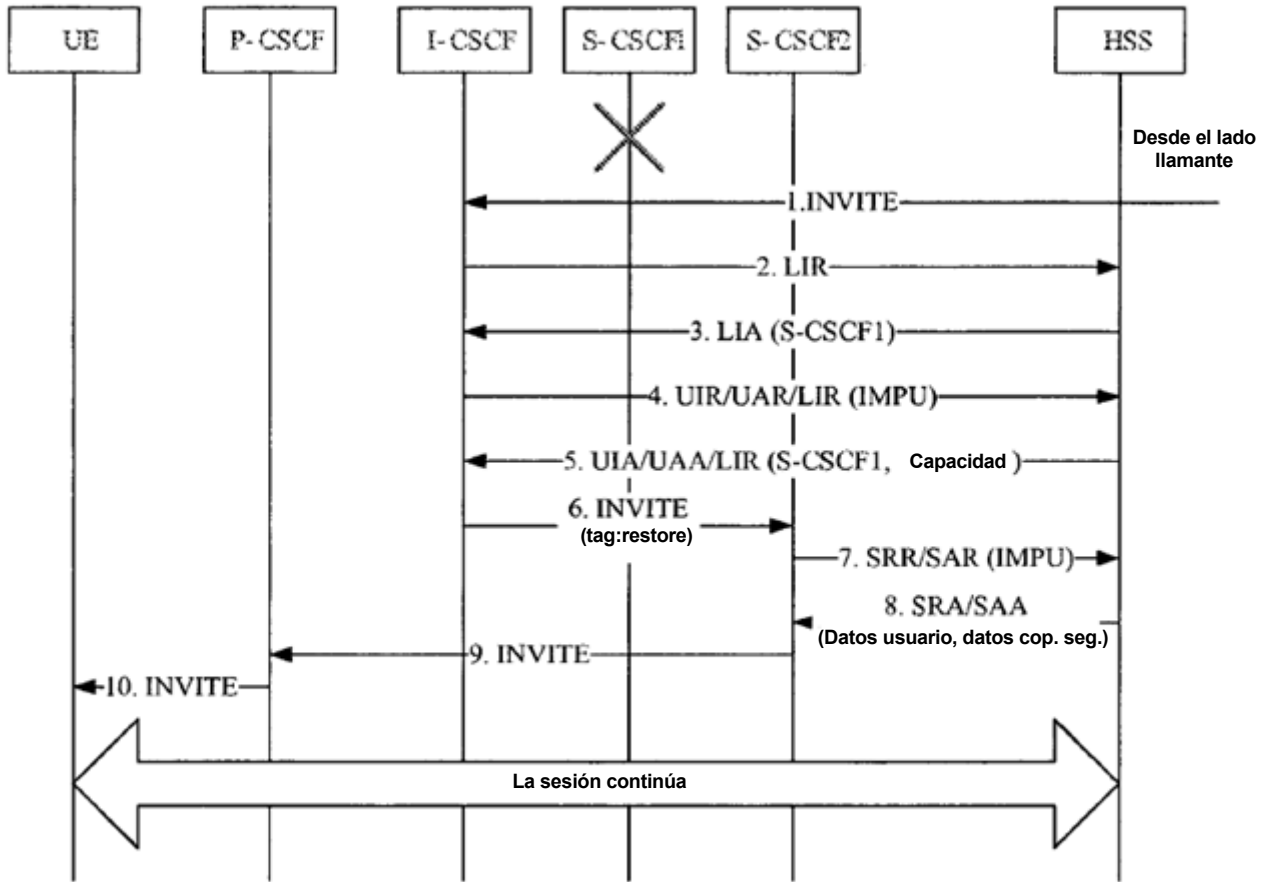 UE P-CSCF I-CSCF S-CSCF1 S-CSCF2 HSS
Desde el lado
llamante
1.INVITE
2. LIR
3. LIA (S-CSCF1)
4. UIR/UAR/LIR (IMPU)
5. UIA/UAA/LIR (S-CSCF1, Capacidad )
6. INVITE
(tag:restore)
7. SRR/SAR (IMPU)
8. SRA/SAA
(Datos usuario, datos cop. seg.)
9. INVITE
10. INVITE
La sesión continúa